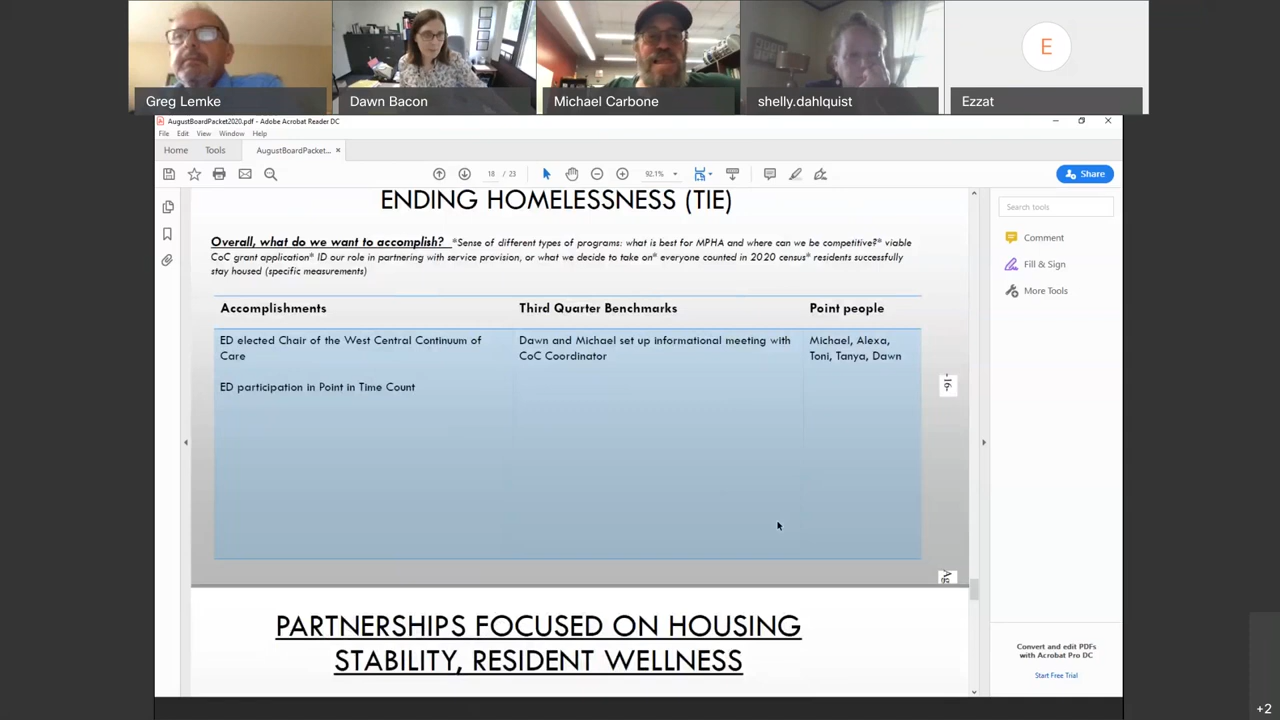 Greg Lemke
Dawn Bacon
Michael Carbone
shelly.dahlquist
E
Ezzat
AugustBoardPacket2020.pdf - Adobe Acrobat Reader DC
File Edit View Window Help
Home Tools AugustBoardPacket... ×
18 / 23 92.1% Share
ENDING HOMELESSNESS (TIE)
Overall, what do we want to accomplish? *Sense of different types of programs: what is best for MPHA and where can we be competitive?* viable
CoC grant application* ID our role in partnering with service provision, or what we decide to take on* everyone counted in 2020 census* residents successfully
stay housed (specific measurements)
Accomplishments Third Quarter Benchmarks Point people
ED elected Chair of the West Central Continuum of
Care
ED participation in Point in Time Count
Dawn and Michael set up informational meeting with
CoC Coordinator
Michael, Alexa,
Toni, Tanya, Dawn
-16-
Ag
PARTNERSHIPS FOCUSED ON HOUSING
STABILITY, RESIDENT WELLNESS
Search tools
Comment
Fill & Sign
More Tools
Convert and edit PDFs
with Acrobat Pro DC
Start Free Trial
+2